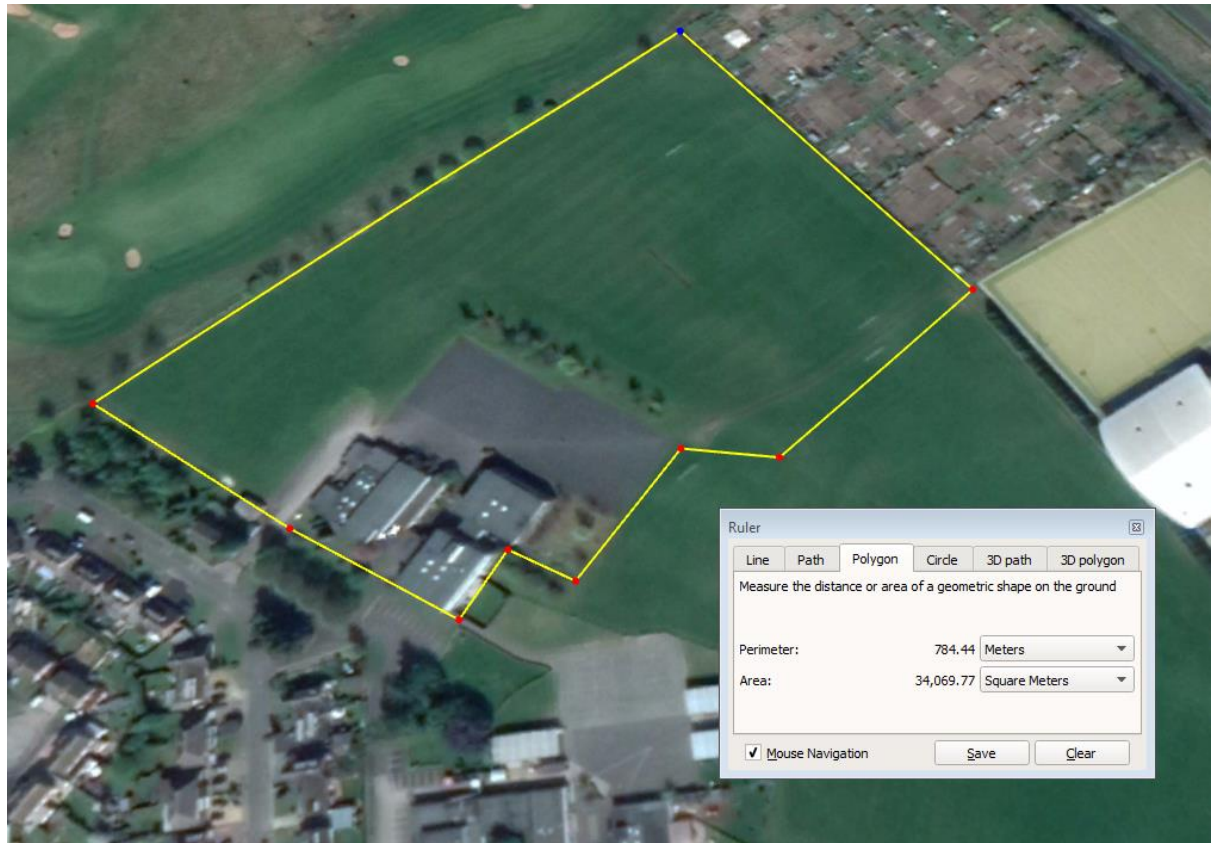 Ruler
Line Path Polygon Circle 3D path 3D polygon
Measure the distance or area of a geometric shape on the ground
Perimeter: 784.44 Meters
Area: 34,069.77 Square Meters
Mouse Navigation Save Clear